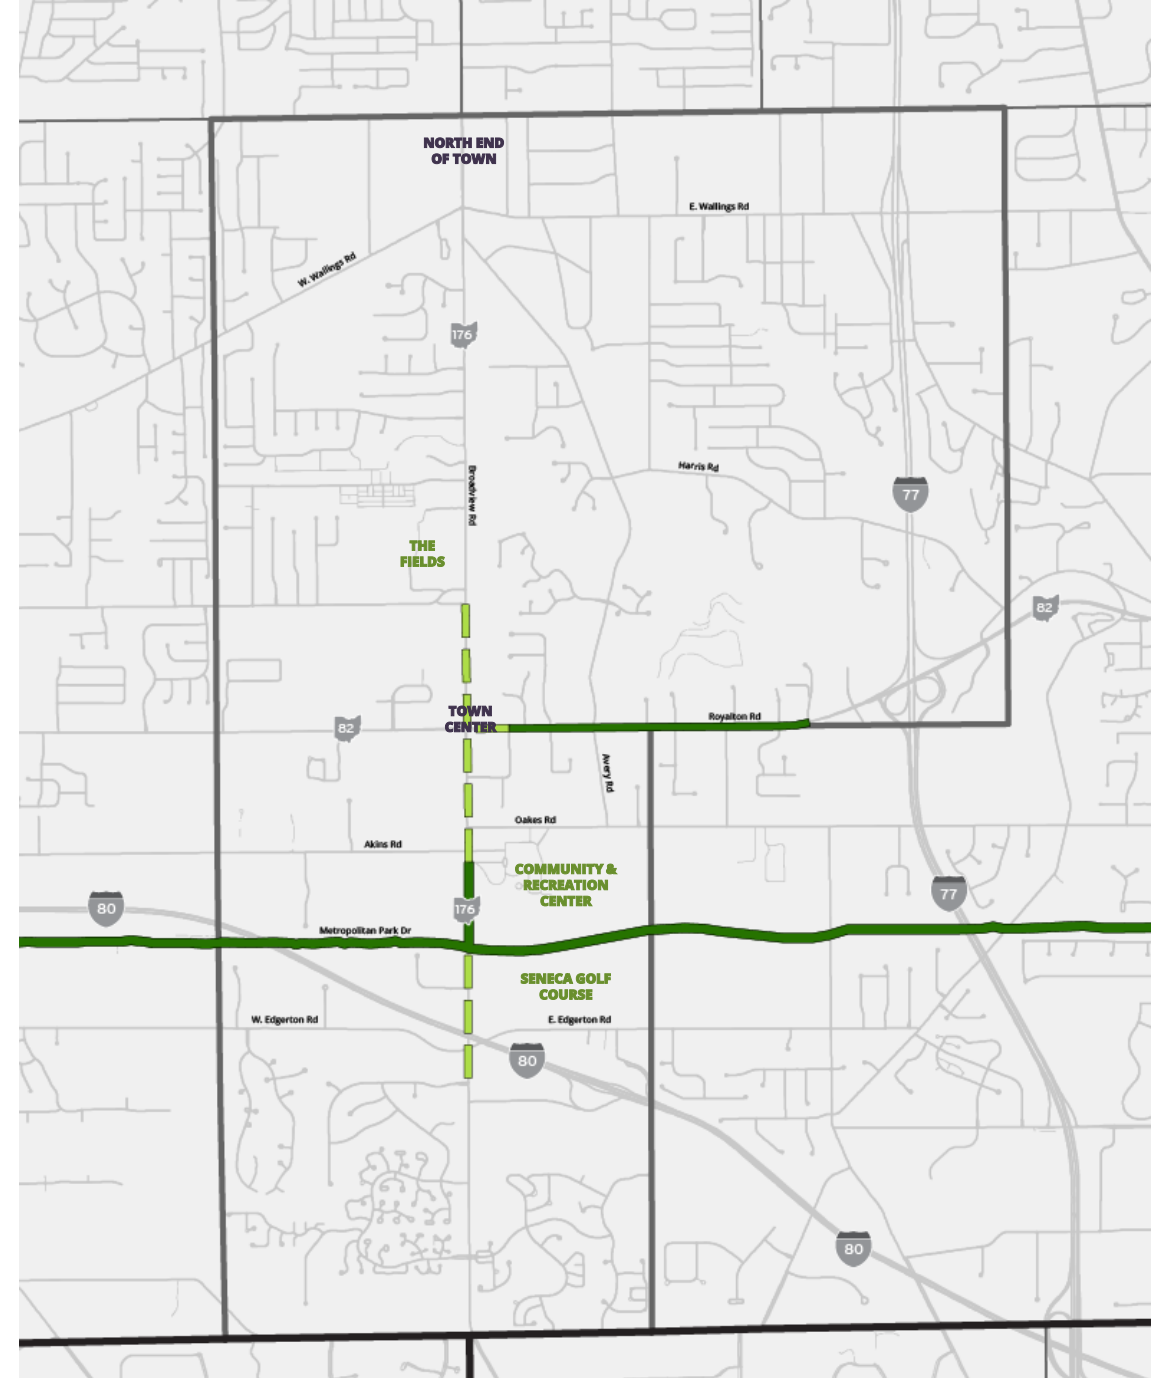 NORTH END
OF TOWN
E. Wallings Rd
W. Wallings Rd
176
Broadview Rd
Harris Rd
77
THE
FIELDS
82
TOWN
CENTER
Royalton Rd
82
Avery Rd
Oakes Rd
Akins Rd
COMMUNITY &
RECREATION
CENTER
77
80
176
Metropolitan Park Dr
SENECA GOLF
COURSE
W. Edgerton Rd
E. Edgerton Rd
80
80